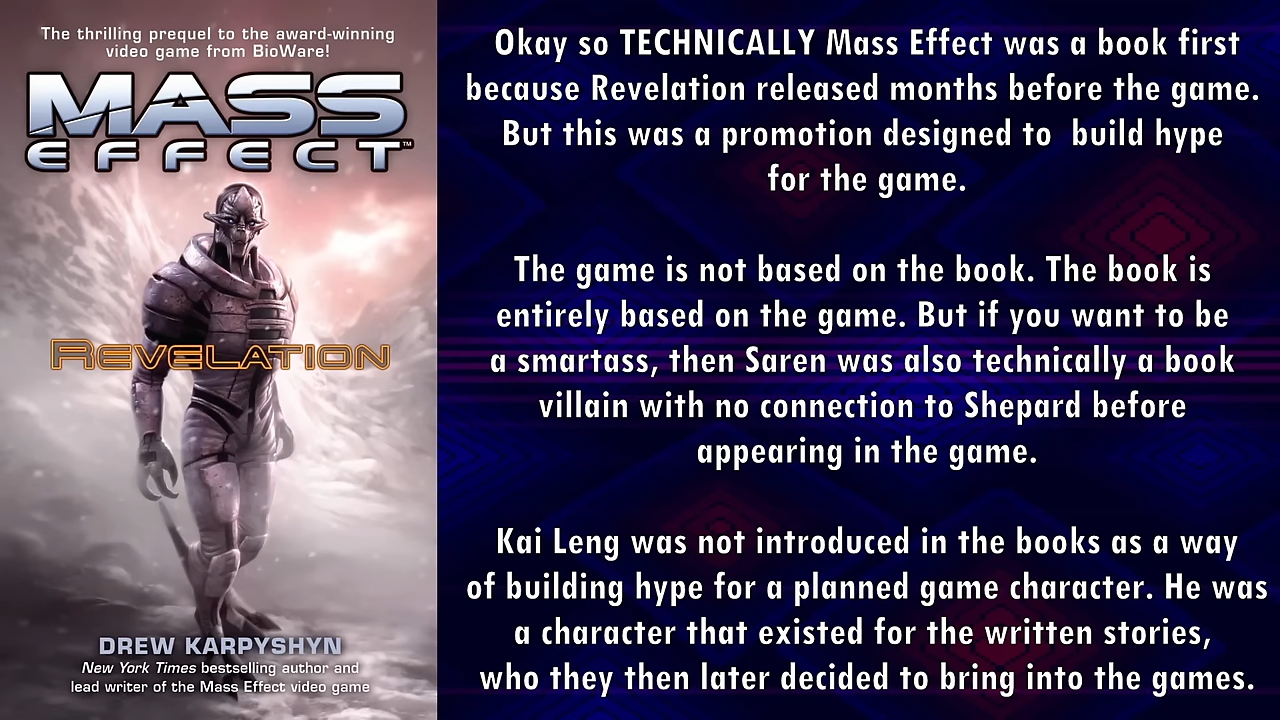 The thrilling prequel to the award-winning
video game from BioWare!
MASS
EFFECT™
REVELATION
DREW KARPYSHYN
New York Times bestselling author and
lead writer of the Mass Effect video game
Okay so TECHNICALLY Mass Effect was a book first
because Revelation released months before the game.
But this was a promotion designed to  build hype
for the game.
The game is not based on the book. The book is
entirely based on the game. But if you want to be
a smartass, then Saren was also technically a book
villain with no connection to Shepard before
appearing in the game.
Kai Leng was not introduced in the books as a way
of building hype for a planned game character. He was
a character that existed for the written stories,
who they then later decided to bring into the games.